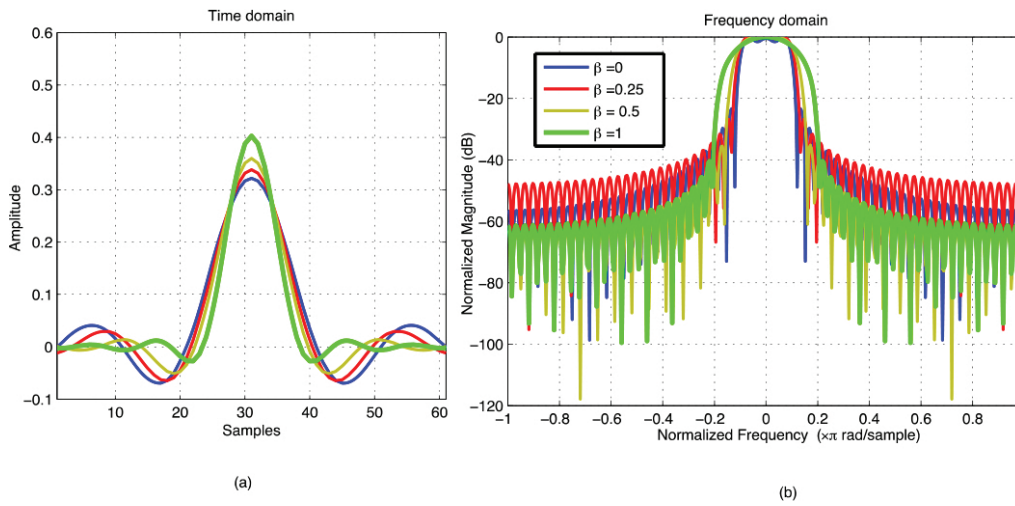 Time domain
0.6
0.5
0.4
0.3
0.2
0.1
0
−0.1
Amplitude
10
20
30
40
50
60
Samples
(a)
Frequency domain
0
−20
−40
−60
−80
−100
−120
Normalized Magnitude (dB)
β =0
β =0.25
β = 0.5
β =1
−1
−0.8
−0.6
−0.4
−0.2
0
0.2
0.4
0.6
0.8
Normalized Frequency (×π rad/sample)
(b)